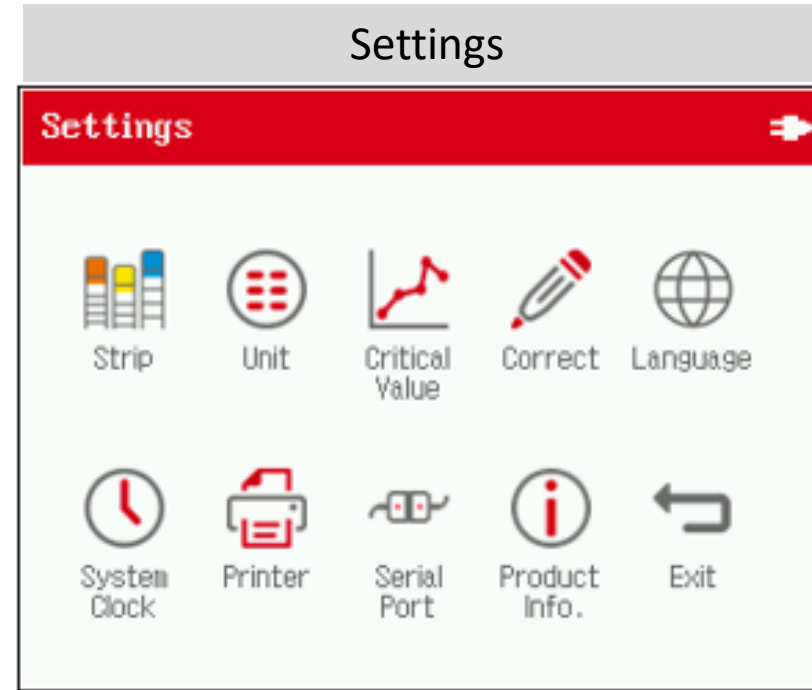 Settings
Settings
Strip
Unit
Critical
Value
Correct
Language
System
Clock
Printer
Serial
Port
Product
Info.
Exit